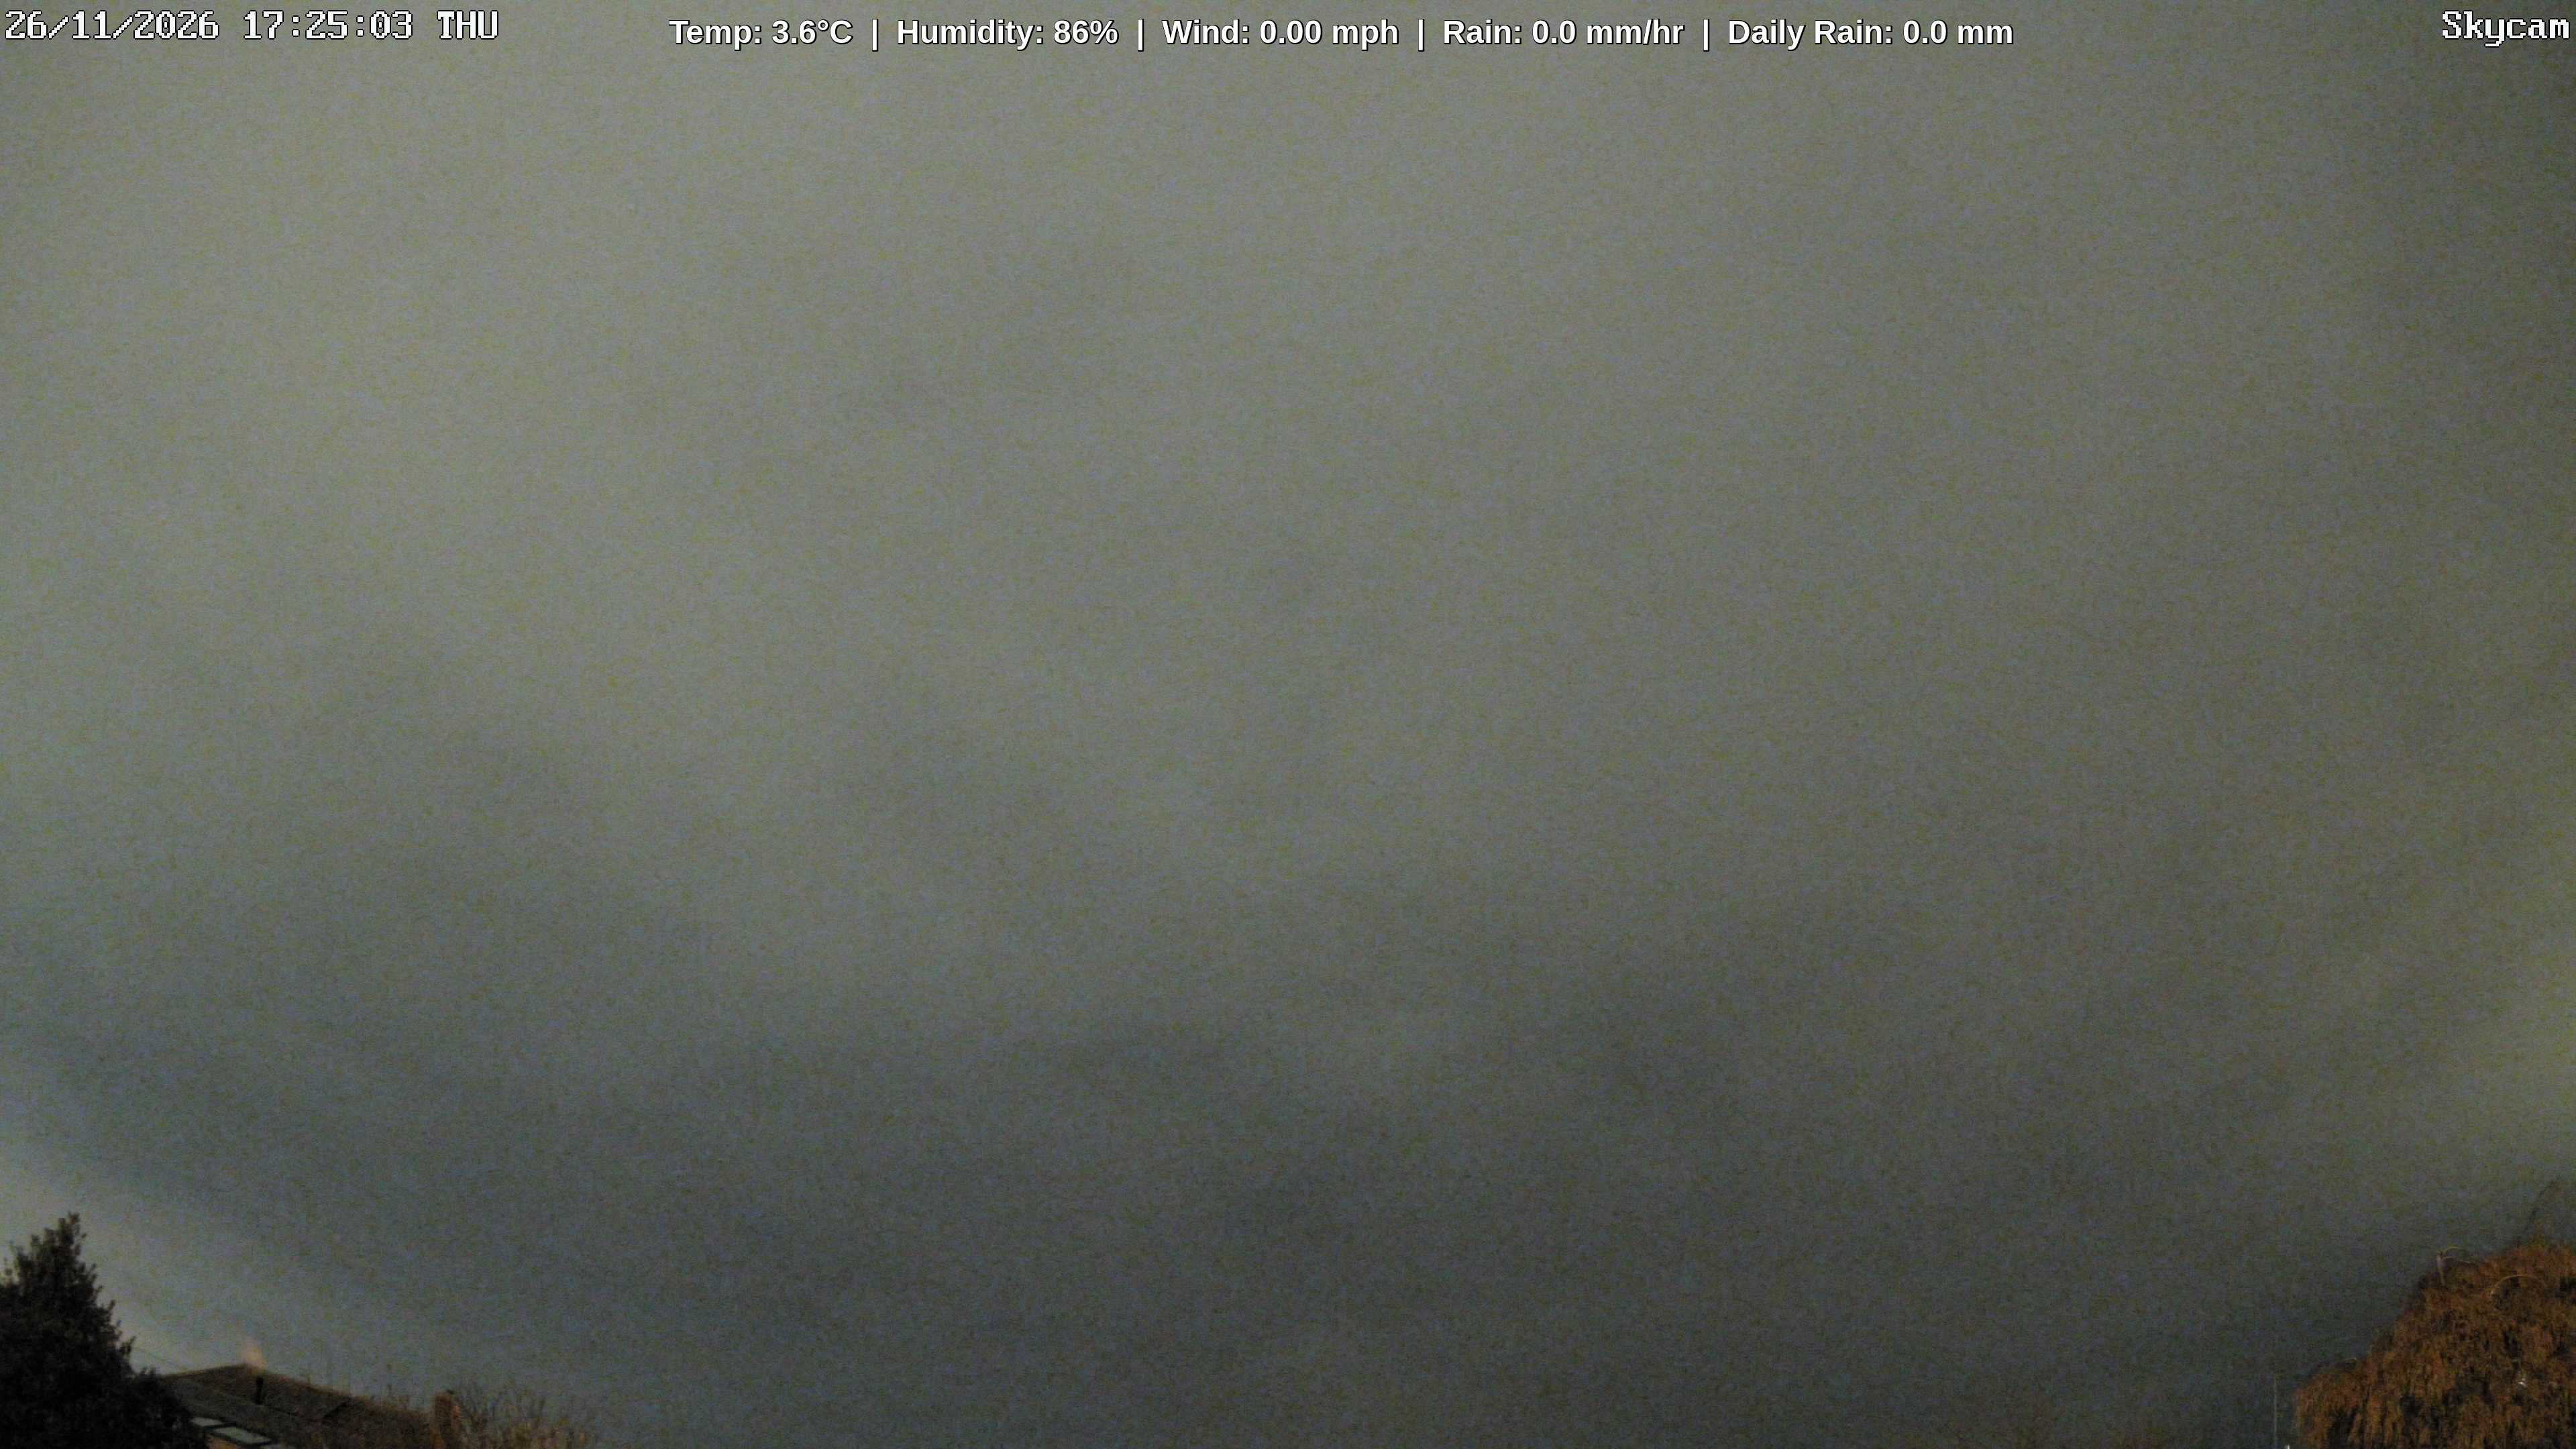 26/11/2026 17:25:03 THU
Temp: 3.6°C | Humidity: 86% | Wind: 0.00 mph | Rain: 0.0 mm/hr | Daily Rain: 0.0 mm
Skycam